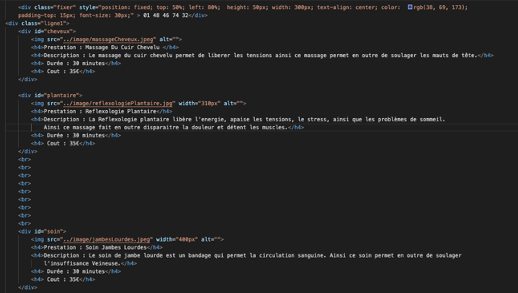 <div class="fixer" style="position: fixed; top: 50%; left: 80%;  height: 50px; width: 300px; text-align: center; color: rgb(38, 69, 173);
padding-top: 15px; font-size: 30px;" > 01 48 46 74 32</div>
<div class="ligne1">
<div id="cheveux">
<img src="../image/massageCheveux.jpeg" alt="">
<h4>Prestation : Massage Du Cuir Chevelu </h4>
<h4>Description : Le massage du cuir chevelu permet de liberer les tensions ainsi ce massage permet en outre de soulager les mauts de tête.</h4>
<h4> Durée : 30 minutes</h4>
<h4> Cout : 35€</h4>
</div>
<div id="plantaire">
<img src="../image/reflexologiePlantaire.jpg" width="310px" alt="">
<h4>Prestation : Reflexologie Plantaire</h4>
<h4>Description : La Reflexologie plantaire libère l'energie, apaise les tensions, le stress, ainsi que les problèmes de sommeil.
Ainsi ce massage fait en outre disparaitre la douleur et détent les muscles.</h4>
<h4> Durée : 30 minutes</h4>
<h4> Cout : 35€</h4>
</div>
<br>
<br>
<br>
<br>
<br>
<br>
<br>
<br>
<div id="soin">
<img src="../image/jambesLourdes.jpeg" width="400px" alt="">
<h4>Prestation : Soin Jambes Lourdes</h4>
<h4>Description : Le soin de jambe lourde est un bandage qui permet la circulation sanguine. Ainsi ce soin permet en outre de soulager
l'insuffisance Veineuse.</h4>
<h4> Durée : 30 minutes</h4>
<h4> Cout : 35€</h4>
</div>